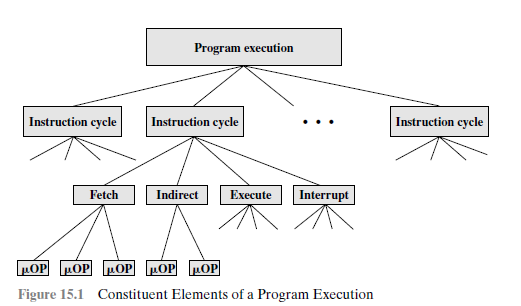 Program execution
Instruction cycle Instruction cycle • • • Instruction cycle
Fetch Indirect Execute Interrupt
μOP μOP μOP μOP μOP
Figure 15.1 Constituent Elements of a Program Execution